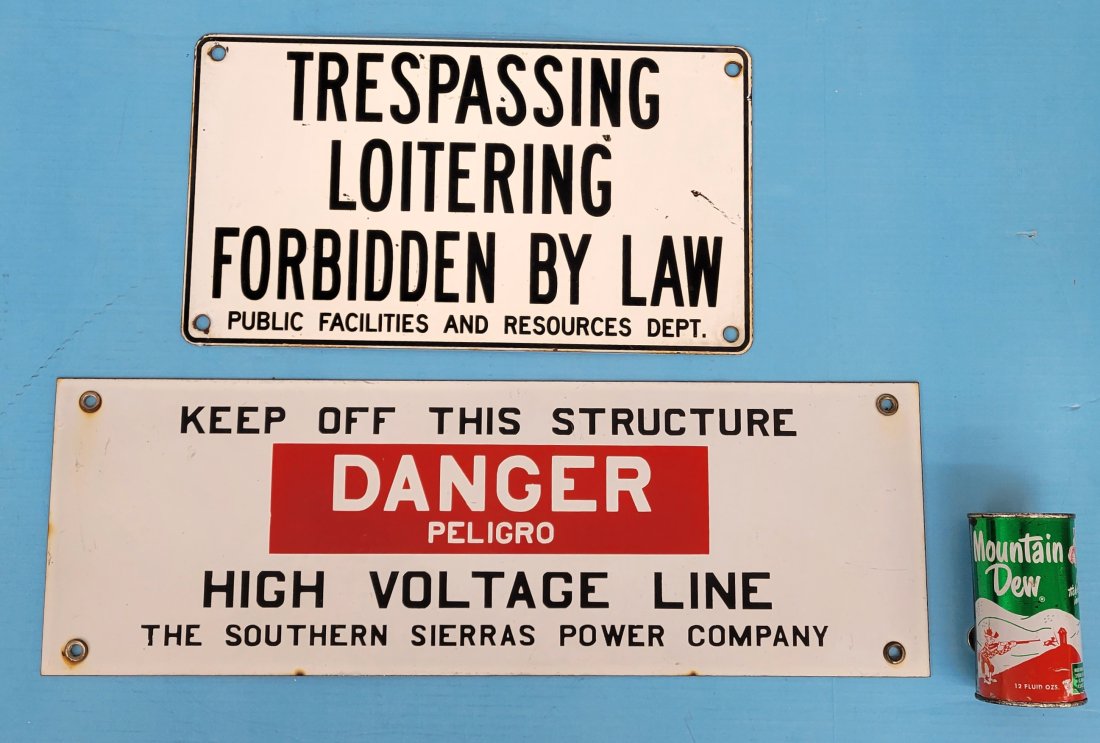 TRESPASSING
LOITERING
FORBIDDEN BY LAW
PUBLIC FACILITIES AND RESOURCES DEPT.
KEEP OFF THIS STRUCTURE
DANGER
PELIGRO
HIGH VOLTAGE LINE
THE SOUTHERN SIERRAS POWER COMPANY
Mountain
Dew®
12 FLUID OZS.